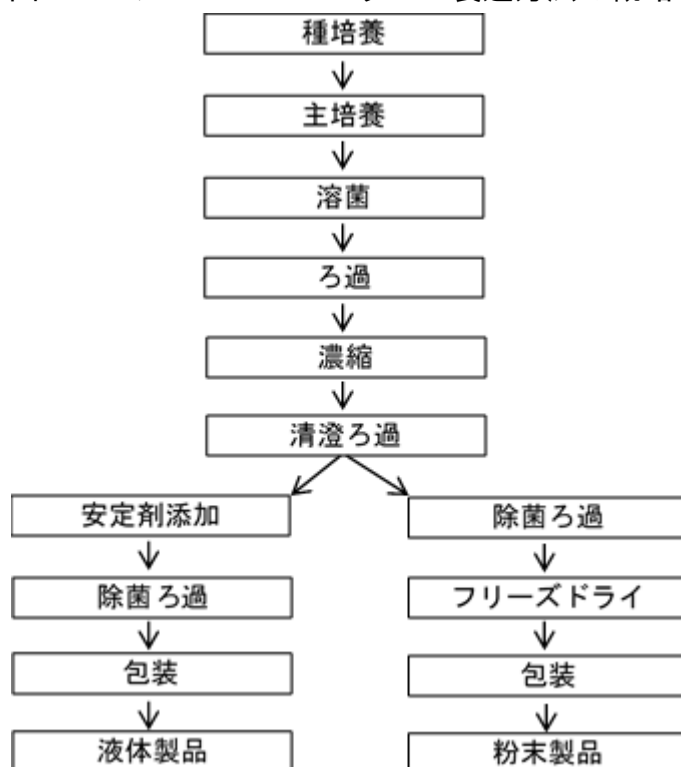 種培養
主培養
溶菌
ろ過
濃縮
清澄ろ過
安定剤添加
除菌ろ過
包装
液体製品
除菌ろ過
フリーズドライ
包装
粉末製品